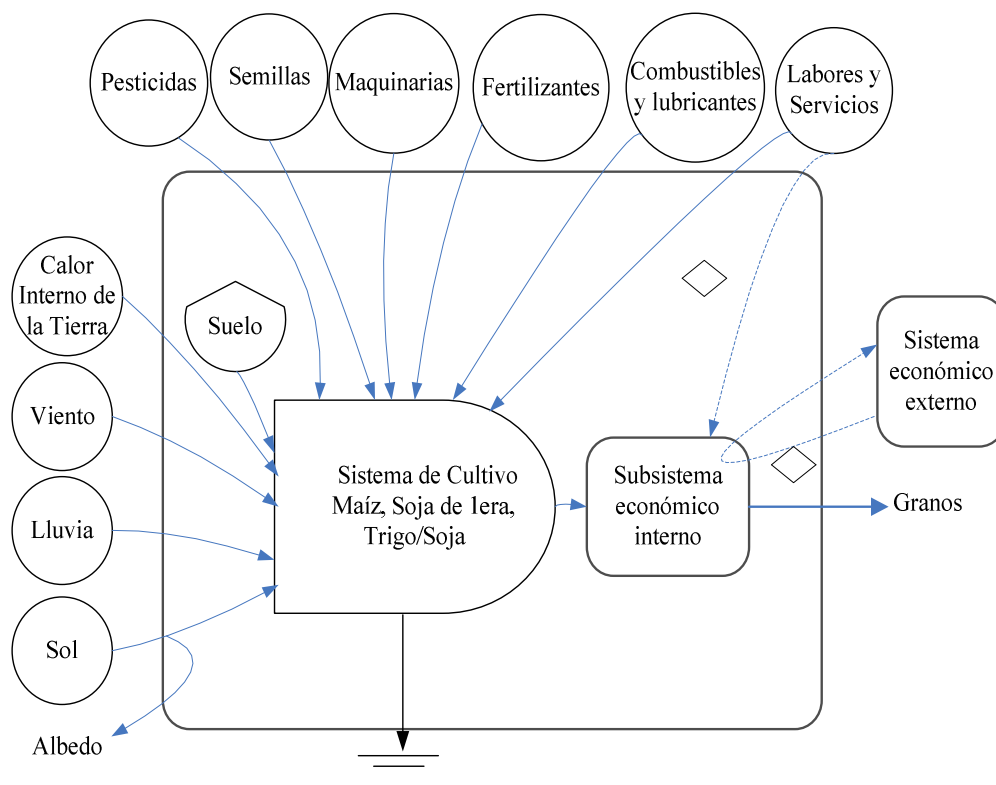 Pesticidas
Semillas
Maquinarias
Fertilizantes
Combustibles
y lubricantes
Labores y
Servicios
Calor
Interno de
la Tierra
Suelo
Viento
Lluvia
Sol
Albedo
Sistema de Cultivo
Maíz, Soja de 1era,
Trigo/Soja
Subsistema
económico
interno
Sistema
económico
externo
Granos